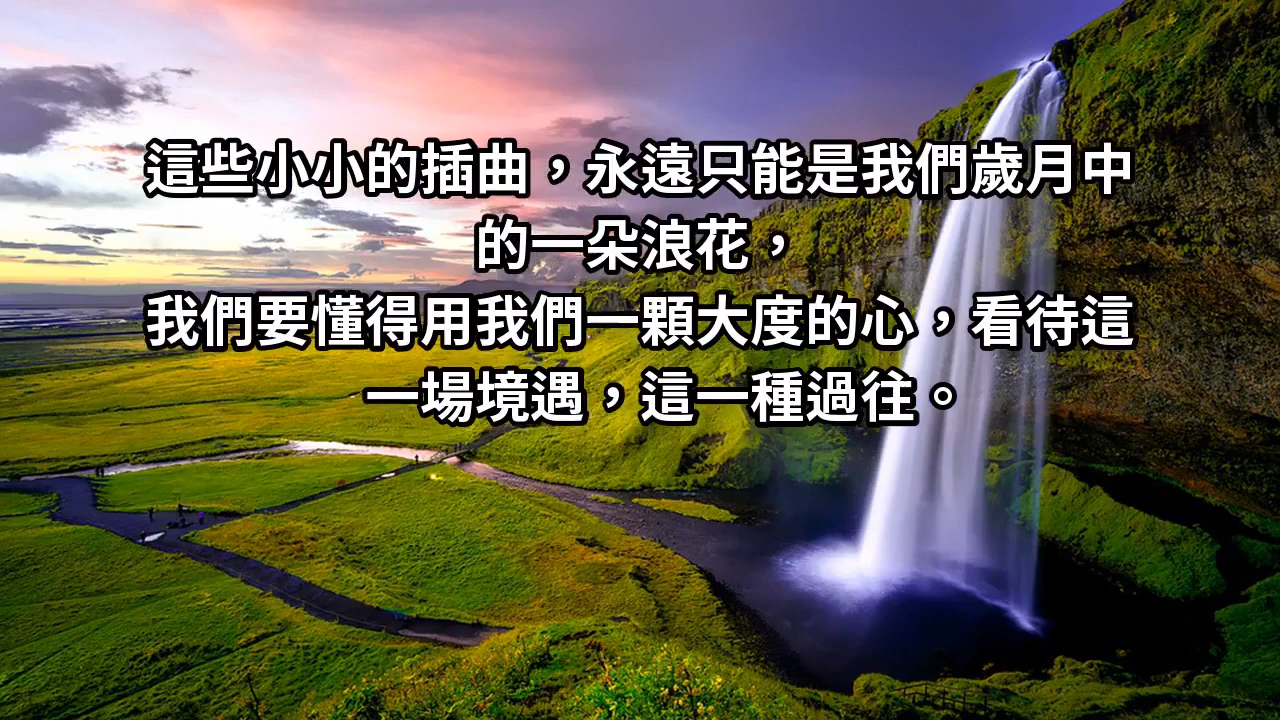 這些小小的插曲，永遠只能是我們歲月中
的一朵浪花，
我們要懂得用我們一顆大度的心，看待這
一場境遇，這一種過往。